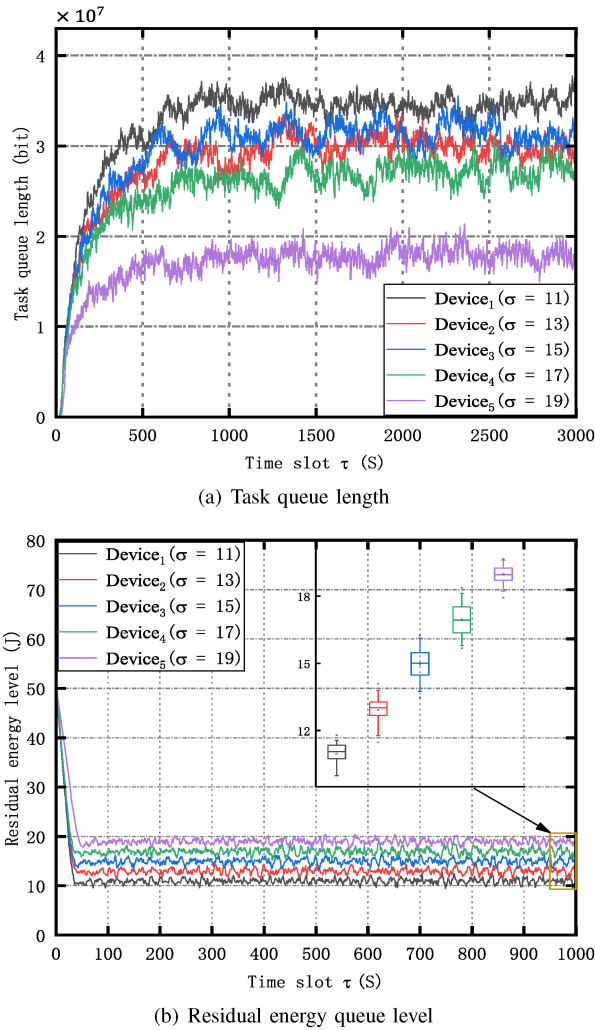 × 10⁷
4
3
2
1
0
Task queue length (bit)
Device₁(σ = 11)
Device₂(σ = 13)
Device₃(σ = 15)
Device₄(σ = 17)
Device₅(σ = 19)
0 500 1000 1500 2000 2500 3000
Time slot τ (S)
(a) Task queue length
80
70
60
50
40
30
20
10
0
Residual energy level (J)
Device₁(σ = 11)
Device₂(σ = 13)
Device₃(σ = 15)
Device₄(σ = 17)
Device₅(σ = 19)
18
15
12
0 100 200 300 400 500 600 700 800 900 1000
Time slot τ (S)
(b) Residual energy queue level